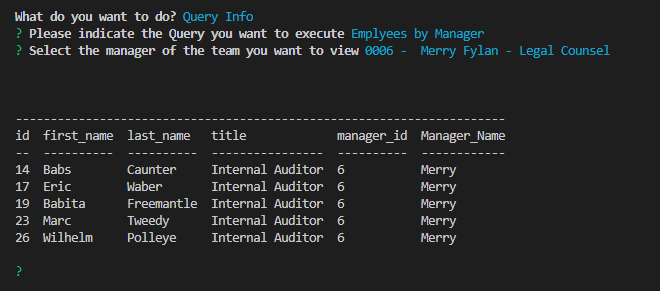 What do you want to do? Query Info
? Please indicate the Query you want to execute Emplyees by Manager
? Select the manager of the team you want to view 0006 -  Merry Fylan - Legal Counsel
----------------------------------------------------------------------
id  first_name  last_name   title             manager_id  Manager_Name
--  ----------  ----------  ----------------  ----------  ------------
14  Babs        Caunter     Internal Auditor  6           Merry
17  Eric        Waber       Internal Auditor  6           Merry
19  Babita      Freemantle  Internal Auditor  6           Merry
23  Marc        Tweedy      Internal Auditor  6           Merry
26  Wilhelm     Polleye     Internal Auditor  6           Merry
?